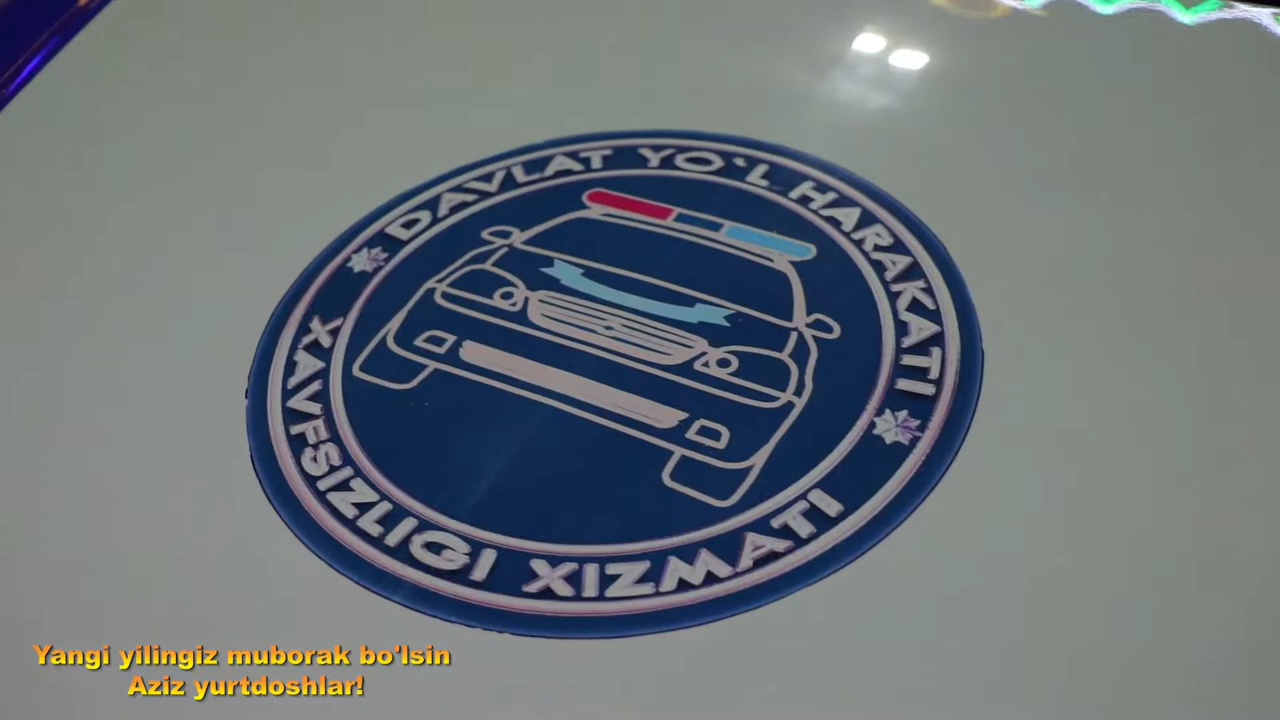 DAVLAT YO'L HARAKATI
XAVFSIZLIGI XIZMATI
Yangi yilingiz muborak bo'lsin
Aziz yurtdoshlar!